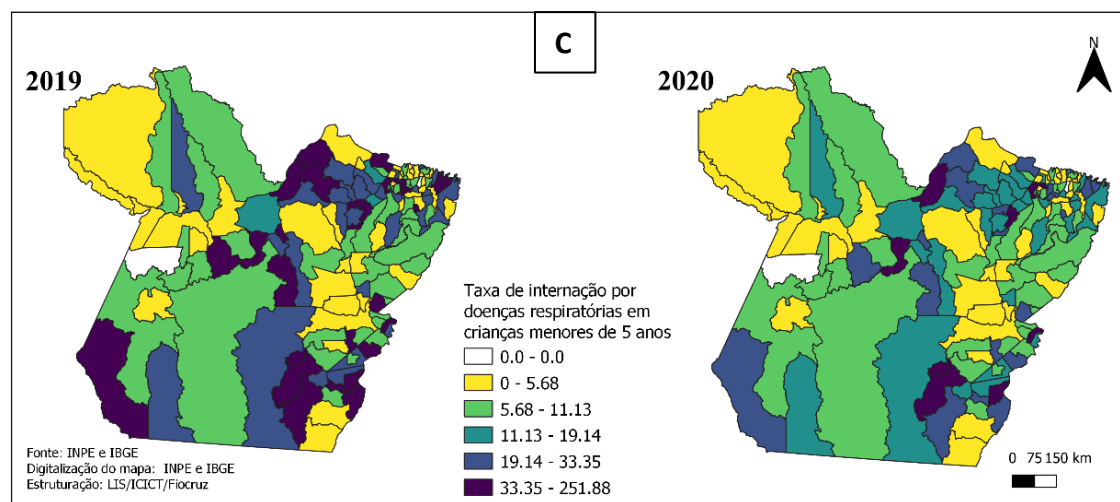 C
2019
2020
N
Taxa de internação por
doenças respiratórias em
crianças menores de 5 anos
0.0 - 0.0
0 - 5.68
5.68 - 11.13
11.13 - 19.14
19.14 - 33.35
33.35 - 251.88
Fonte: INPE e IBGE
Digitalização do mapa: INPE e IBGE
Estruturação: LIS/ICICT/Fiocruz
0 75 150 km